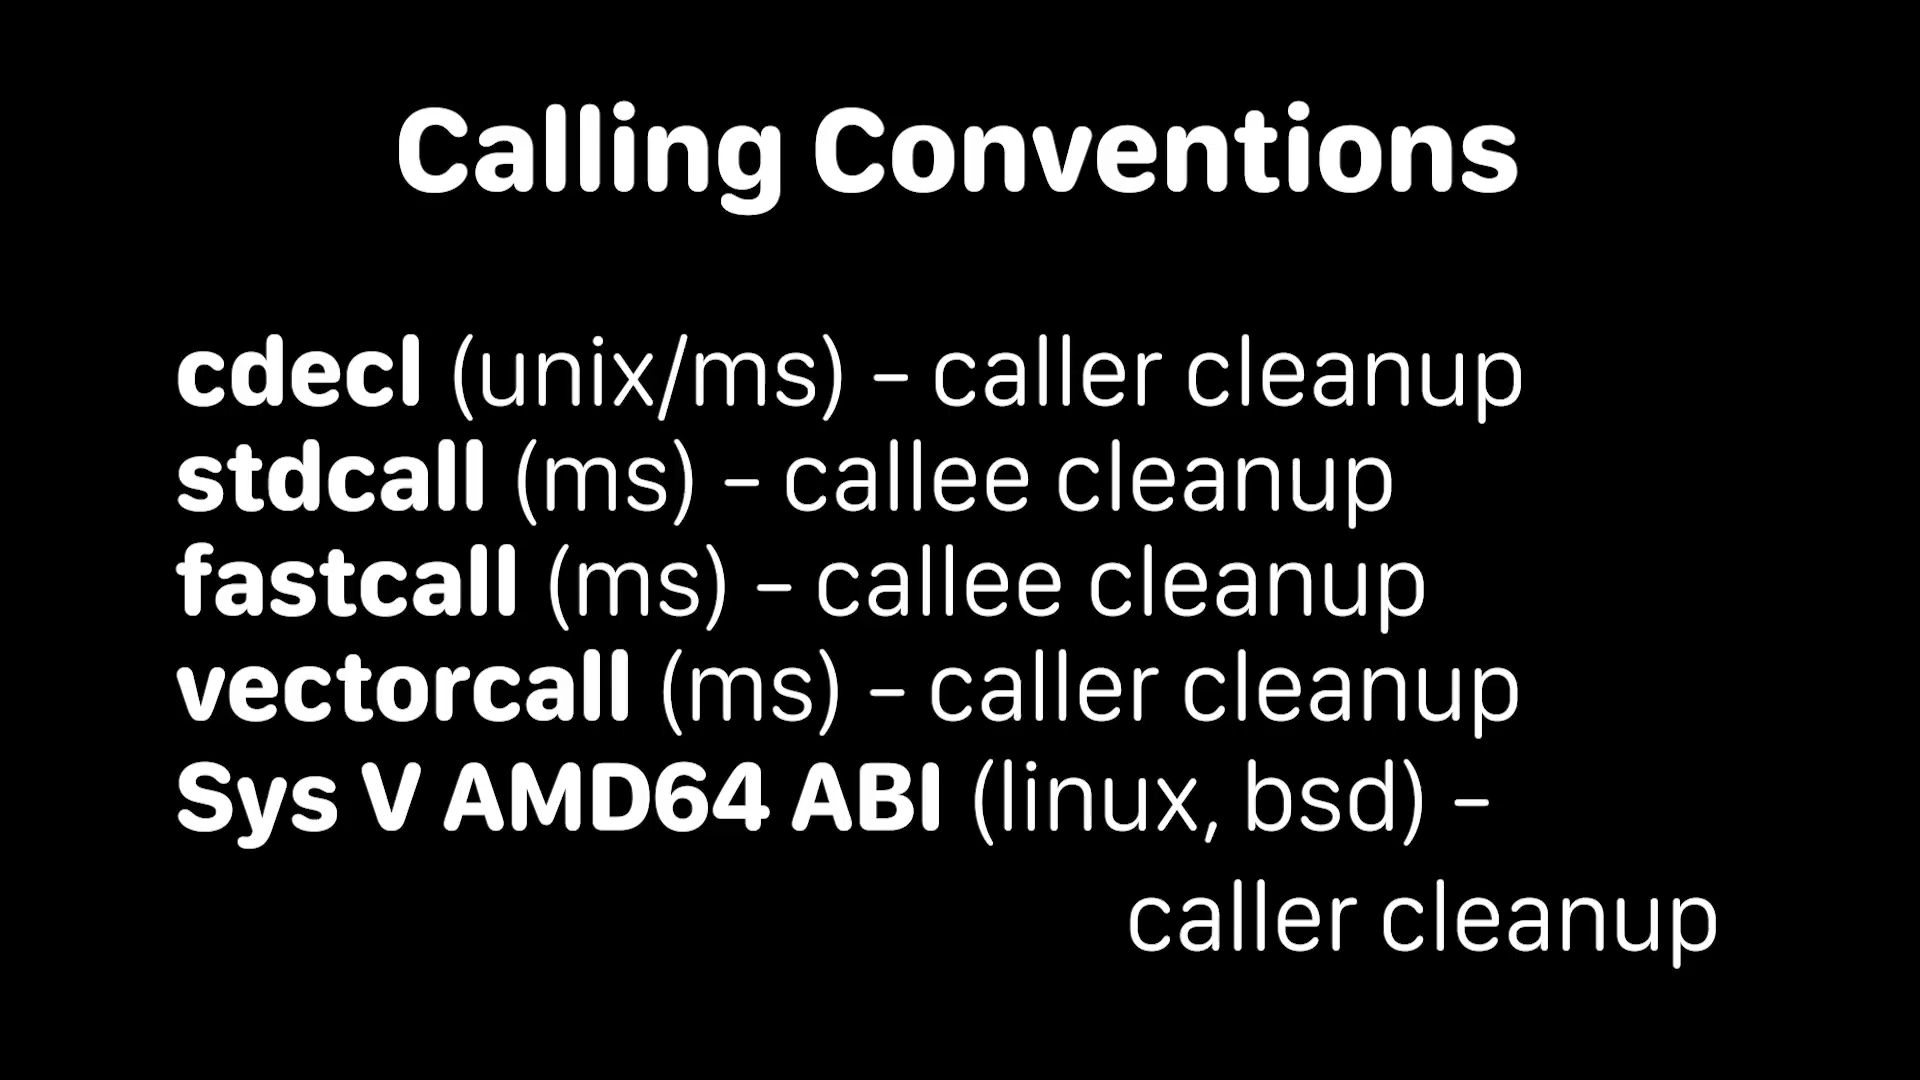 Calling Conventions
cdecl (unix/ms) – caller cleanup
stdcall (ms) – callee cleanup
fastcall (ms) – callee cleanup
vectorcall (ms) – caller cleanup
Sys V AMD64 ABI (linux, bsd) –
caller cleanup